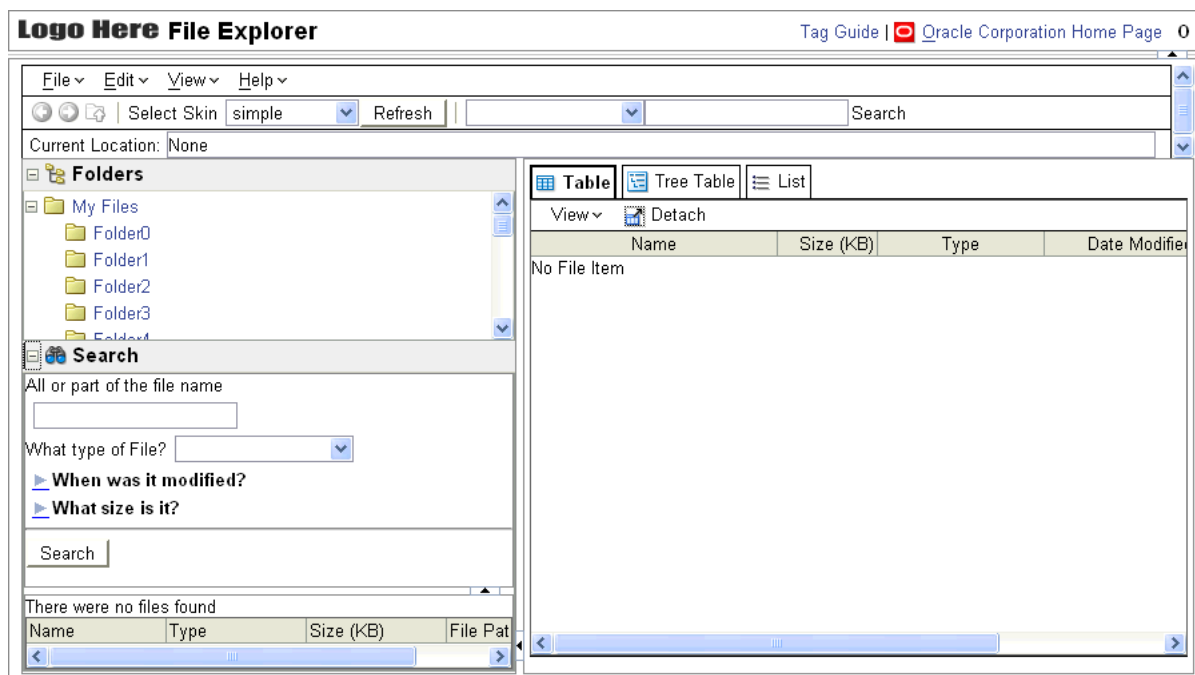 Logo Here File Explorer
Tag Guide | Oracle Corporation Home Page O
File Edit View Help
Select Skin simple Refresh Search
Current Location: None
Folders
My Files
Folder0
Folder1
Folder2
Folder3
Folder4
Search
All or part of the file name
What type of File?
When was it modified?
What size is it?
Search
There were no files found
Name Type Size (KB) File Pat
Table Tree Table List
View Detach
Name Size (KB) Type Date Modified
No File Item